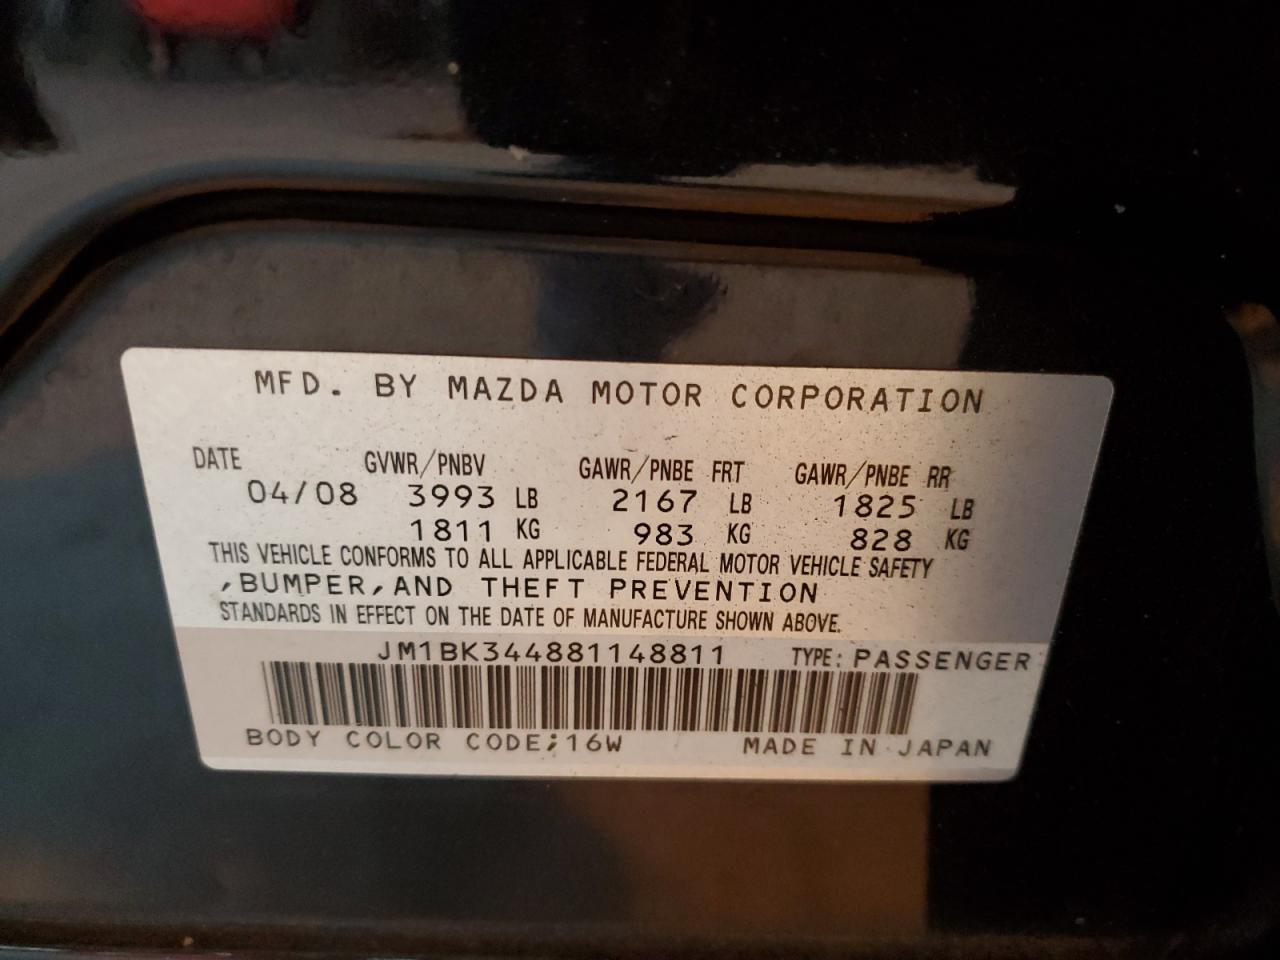 MFD. BY MAZDA MOTOR CORPORATION
DATE GVWR/PNBV GAWR/PNBE FRT GAWR/PNBE RR
04/08 3993 LB 2167 LB 1825 LB
1811 KG 983 KG 828 KG
THIS VEHICLE CONFORMS TO ALL APPLICABLE FEDERAL MOTOR VEHICLE SAFETY
,BUMPER,AND THEFT PREVENTION
STANDARDS IN EFFECT ON THE DATE OF MANUFACTURE SHOWN ABOVE.
JM1BK344881148811 TYPE: PASSENGER
BODY COLOR CODE;16W MADE IN JAPAN